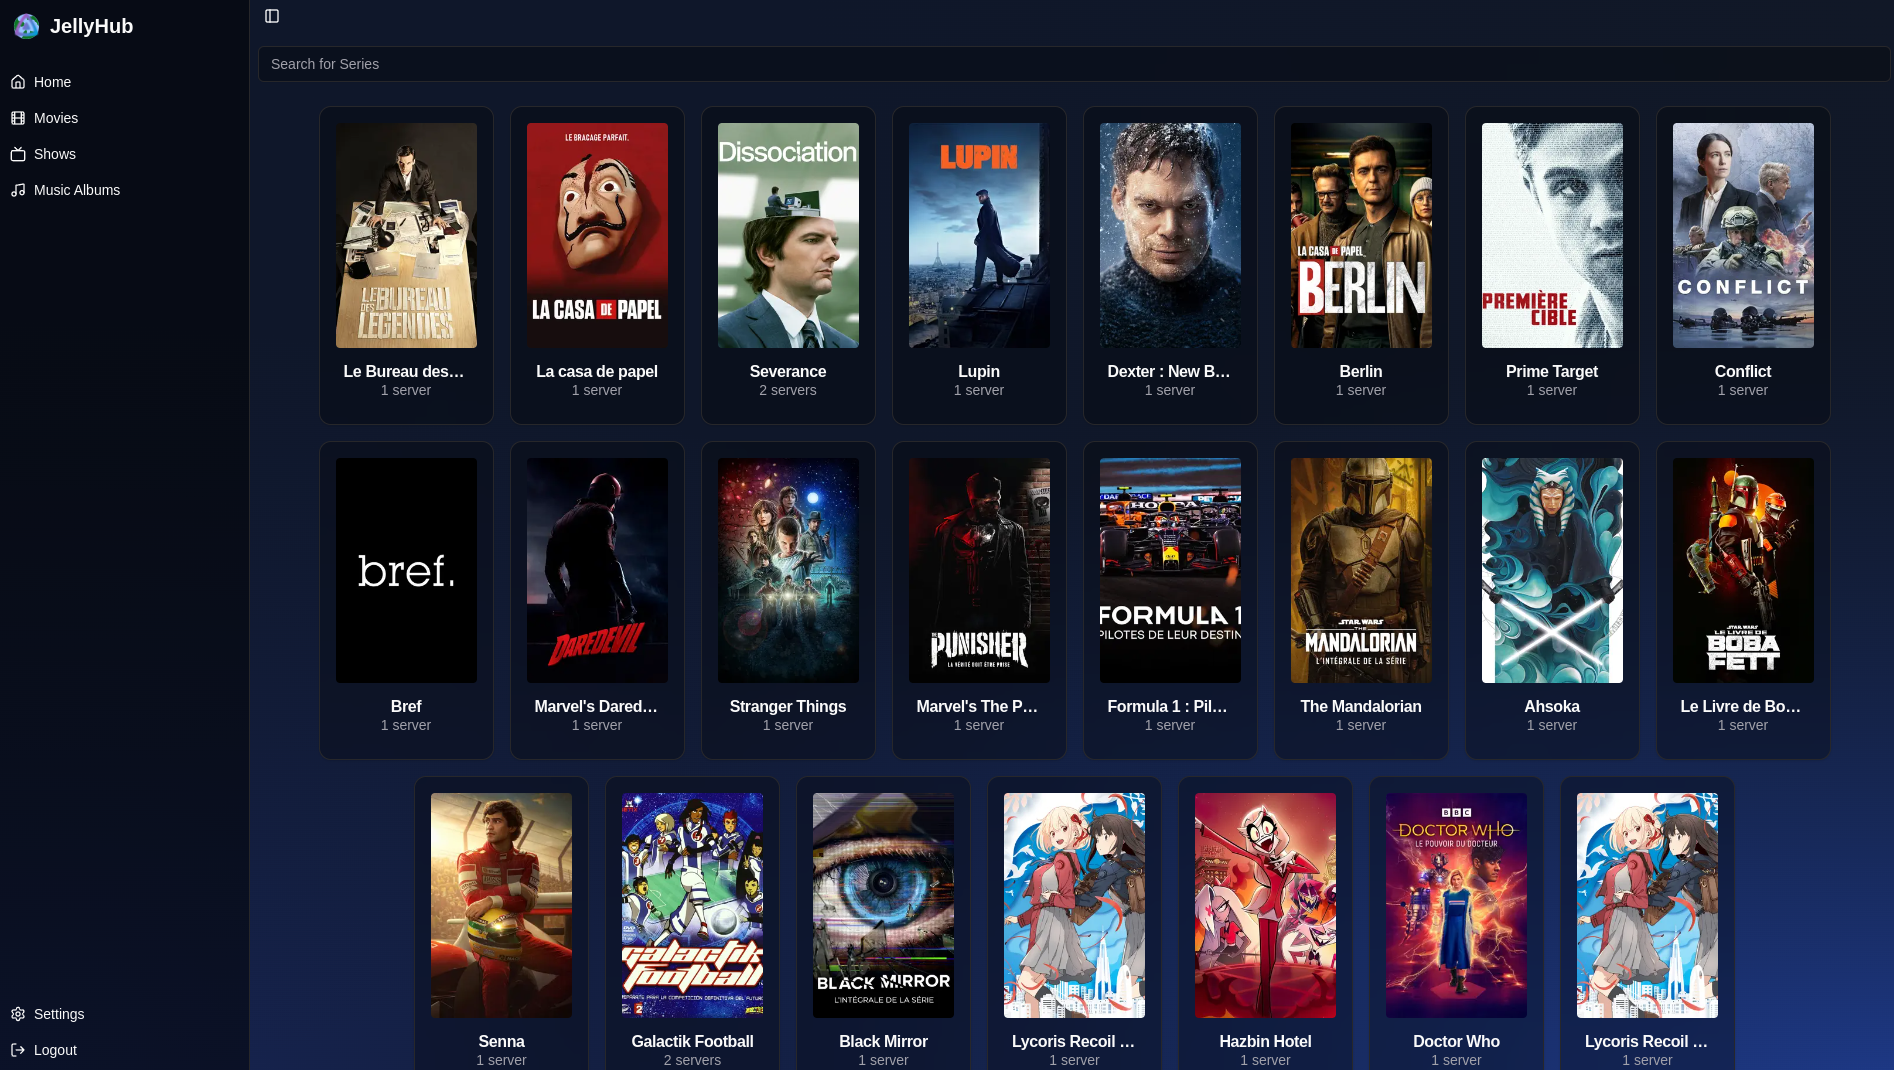 JellyHub
Home
Movies
Shows
Music Albums
Settings
Logout
Search for Series
LE BUREAU
DES
LEGENDES
Le Bureau des…
1 server
LE BRACAGE PARFAIT.
LA CASA DE PAPEL
La casa de papel
1 server
Dissociation
Severance
2 servers
LUPIN
Lupin
1 server
Dexter : New B…
1 server
LA CASA DE PAPEL
BERLIN
Berlin
1 server
PREMIÈRE
CIBLE
Prime Target
1 server
CONFLICT
Conflict
1 server
bref.
Bref
1 server
DAREDEVIL
Marvel's Dared…
1 server
Stranger Things
1 server
THE
PUNISHER
LA VÉRITÉ DOIT ÊTRE PRISE
Marvel's The P…
1 server
HONDA
FORMULA 1
PILOTES DE LEUR DESTIN
Formula 1 : Pil…
1 server
STAR WARS
THE
MANDALORIAN
L'INTÉGRALE DE LA SÉRIE
The Mandalorian
1 server
Ahsoka
1 server
STAR WARS
LE LIVRE DE
BOBA
FETT
Le Livre de Bo…
1 server
Senna
1 server
galactik
football
Galactik Football
2 servers
BLACK MIRROR
L'INTÉGRALE DE LA SÉRIE
Black Mirror
1 server
Lycoris Recoil …
1 server
Hazbin Hotel
1 server
BBC
DOCTOR WHO
LE POUVOIR DU DOCTEUR
Doctor Who
1 server
Lycoris Recoil …
1 server